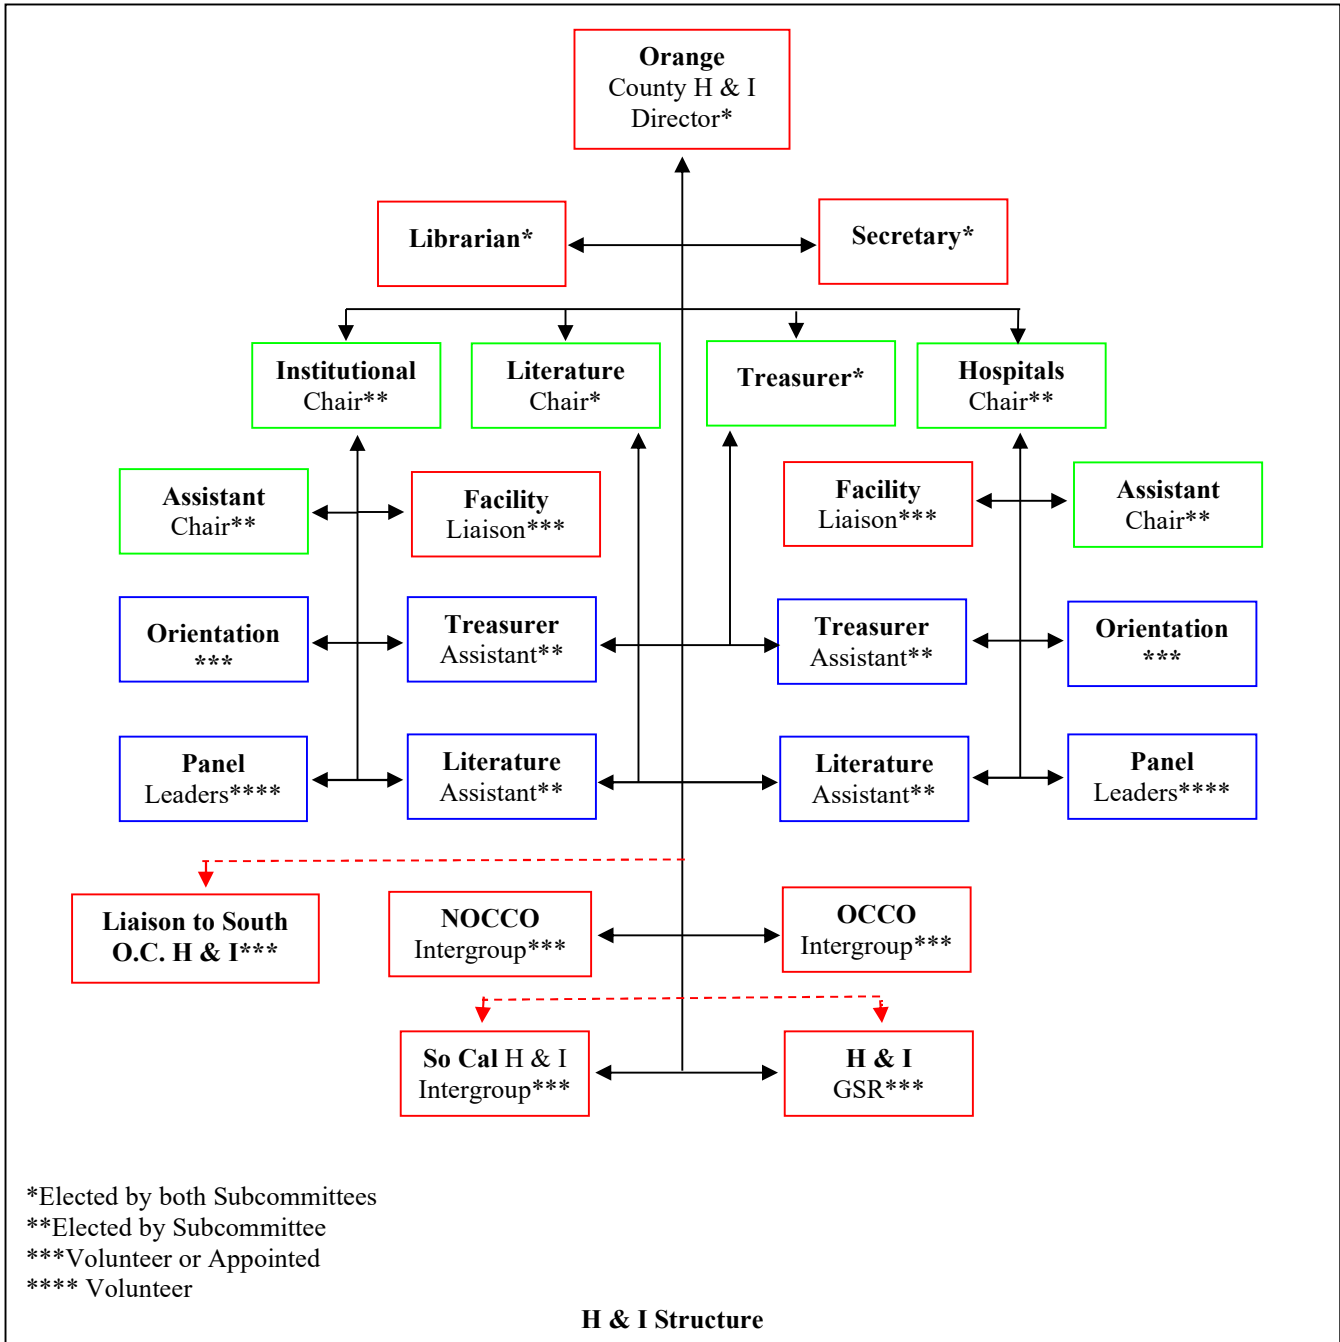 Orange
County H & I
Director*
Librarian*
Secretary*
Institutional
Chair**
Literature
Chair*
Treasurer*
Hospitals
Chair**
Assistant
Chair**
Facility
Liaison***
Facility
Liaison***
Assistant
Chair**
Orientation
***
Treasurer
Assistant**
Treasurer
Assistant**
Orientation
***
Panel
Leaders****
Literature
Assistant**
Literature
Assistant**
Panel
Leaders****
Liaison to South
O.C. H & I***
NOCCO
Intergroup***
OCCO
Intergroup***
So Cal H & I
Intergroup***
H & I
GSR***
*Elected by both Subcommittees
**Elected by Subcommittee
***Volunteer or Appointed
**** Volunteer
H & I Structure